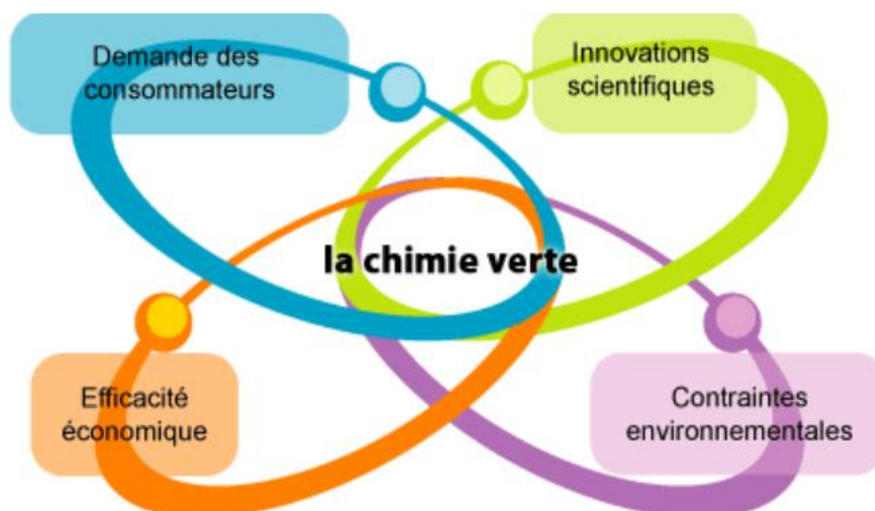 Demande des
consommateurs
Innovations
scientifiques
la chimie verte
Efficacité
économique
Contraintes
environnementales